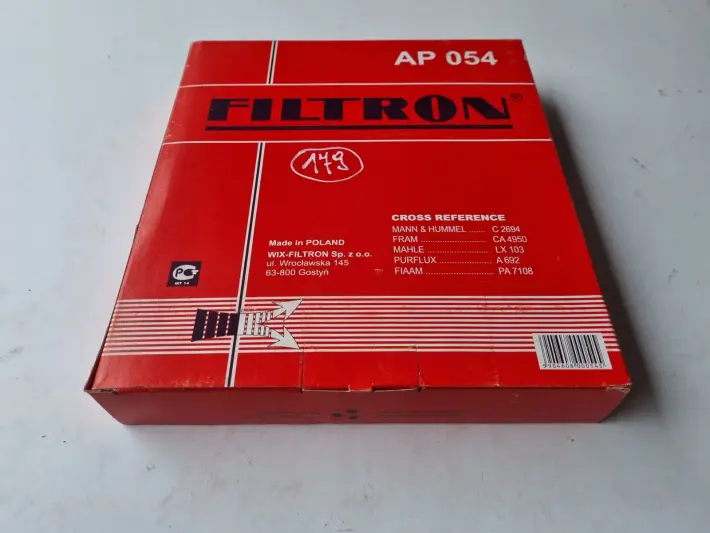 AP 054
FILTRON®
179
CROSS REFERENCE
MANN & HUMMEL ...... C 2694
FRAM ........................ CA 4950
MAHLE ....................... LX 103
PURFLUX .................. A 692
FIAAM ....................... PA 7108
Made in POLAND
WIX-FILTRON Sp. z o.o.
ul. Wrocławska 145
63-800 Gostyń